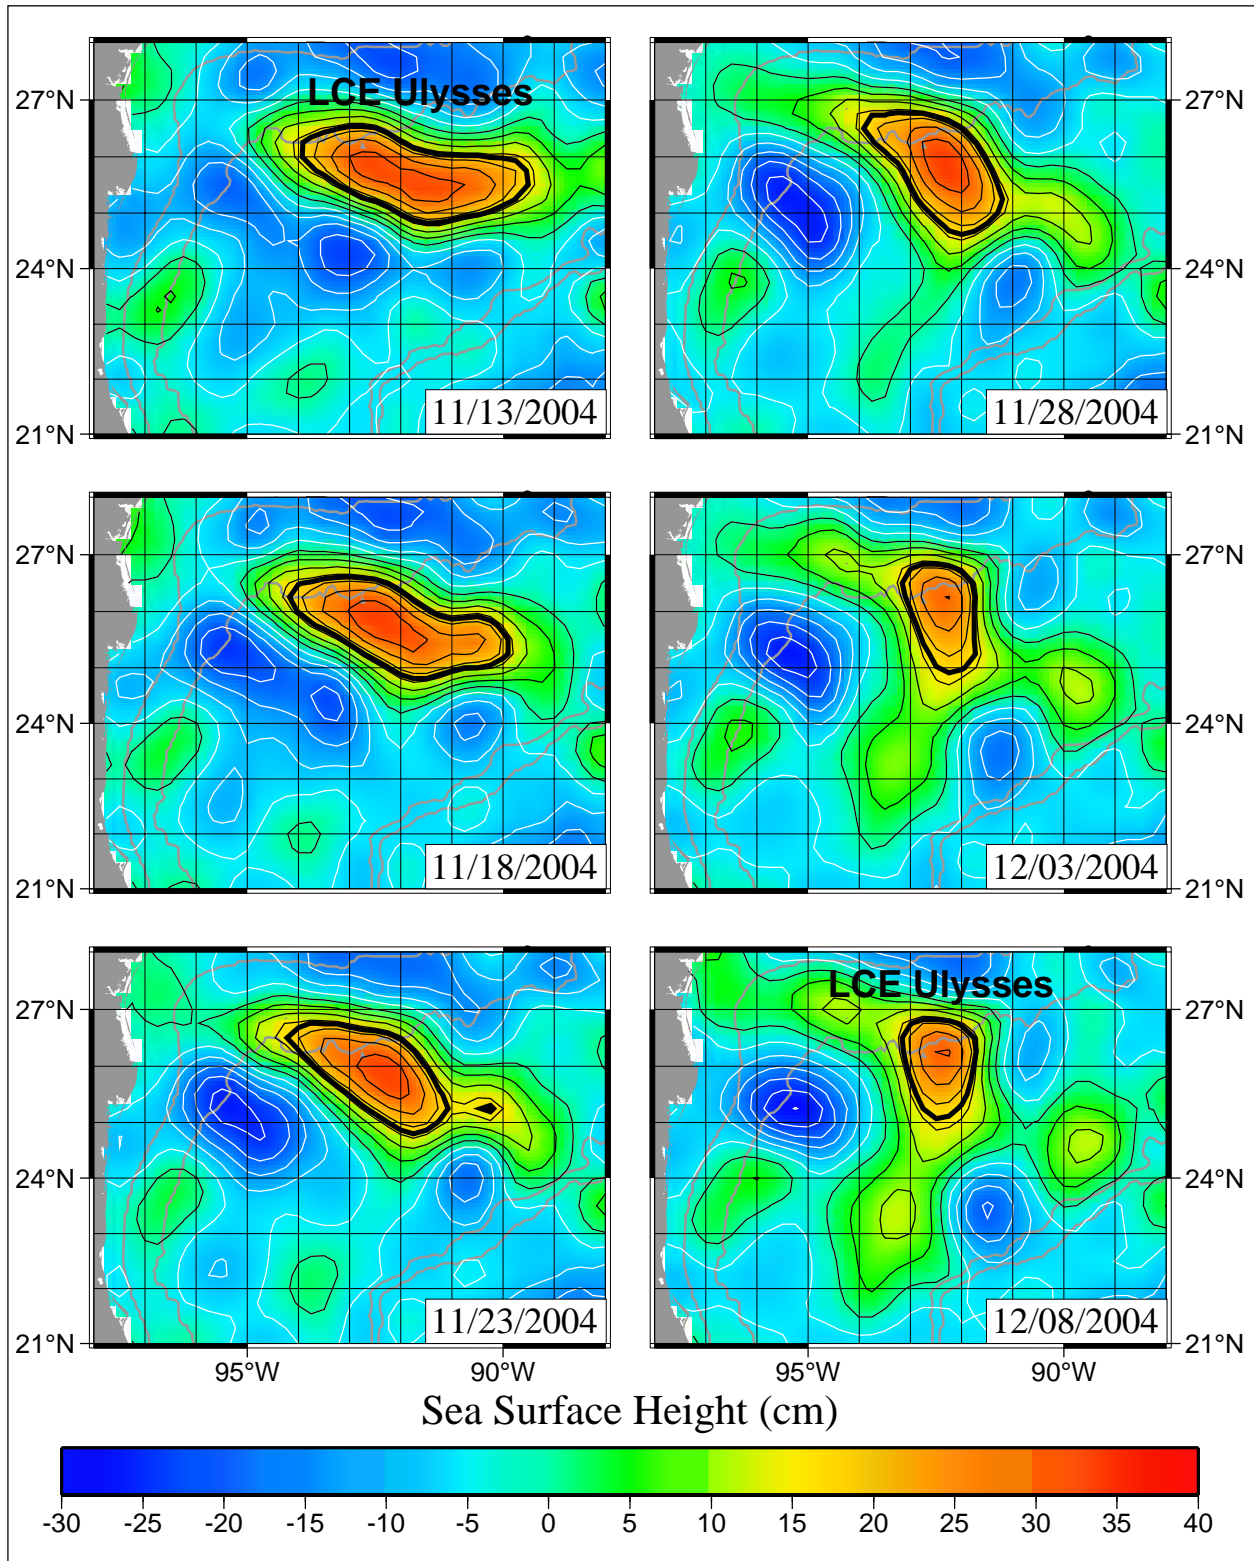 LCE Ulysses
27°N
27°N
24°N
24°N
11/13/2004
11/28/2004
21°N
21°N
27°N
27°N
24°N
24°N
11/18/2004
12/03/2004
21°N
21°N
LCE Ulysses
27°N
27°N
24°N
24°N
11/23/2004
12/08/2004
21°N
21°N
95°W
90°W
95°W
90°W
Sea Surface Height (cm)
-30 -25 -20 -15 -10 -5 0 5 10 15 20 25 30 35 40